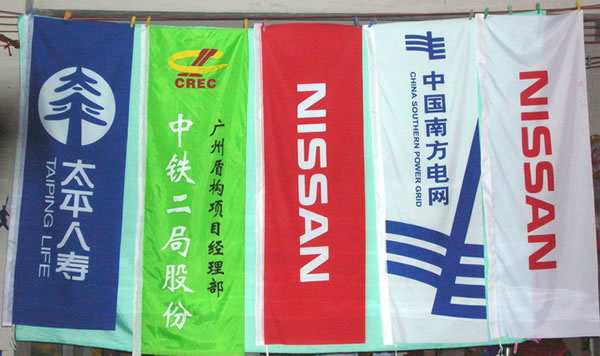 太平人寿
TAIPING LIFE
CREC
广州盾构项目经理部
中铁二局股份
NISSAN
中国南方电网
CHINA SOUTHERN POWER GRID
NISSAN